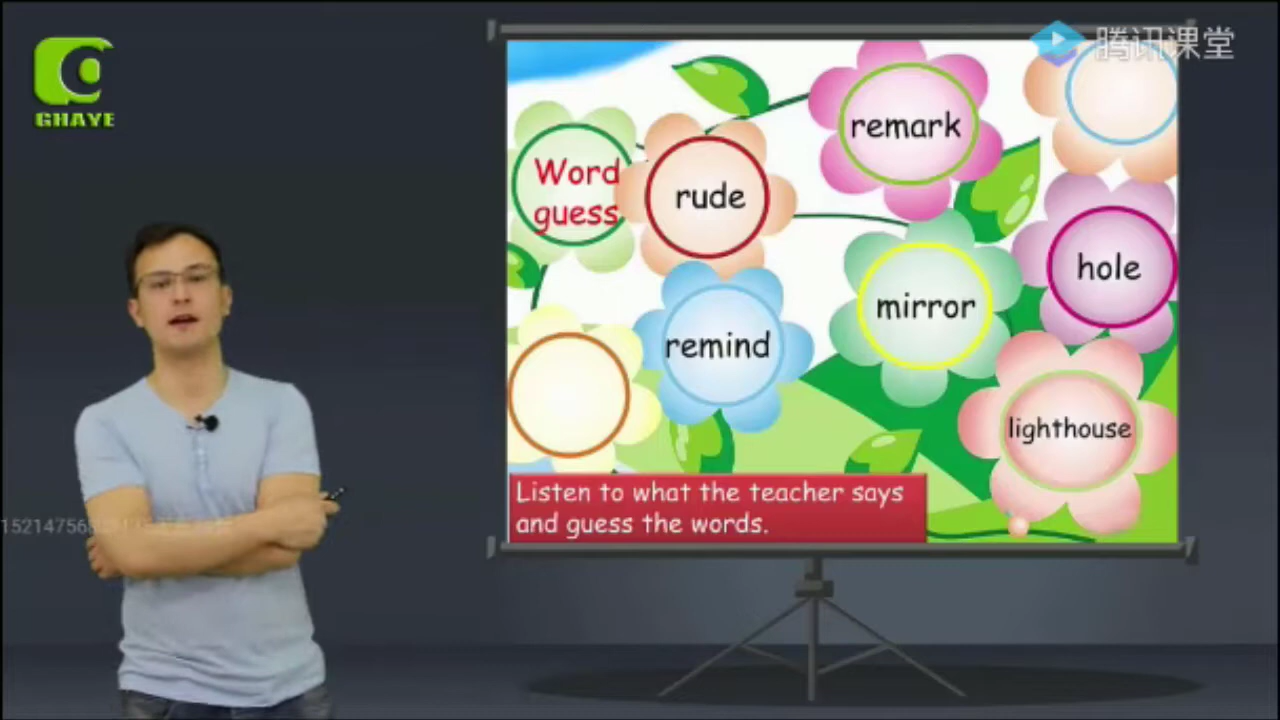 GHAYE
腾讯课堂
Word
guess
rude
remark
hole
remind
mirror
lighthouse
Listen to what the teacher says
and guess the words.